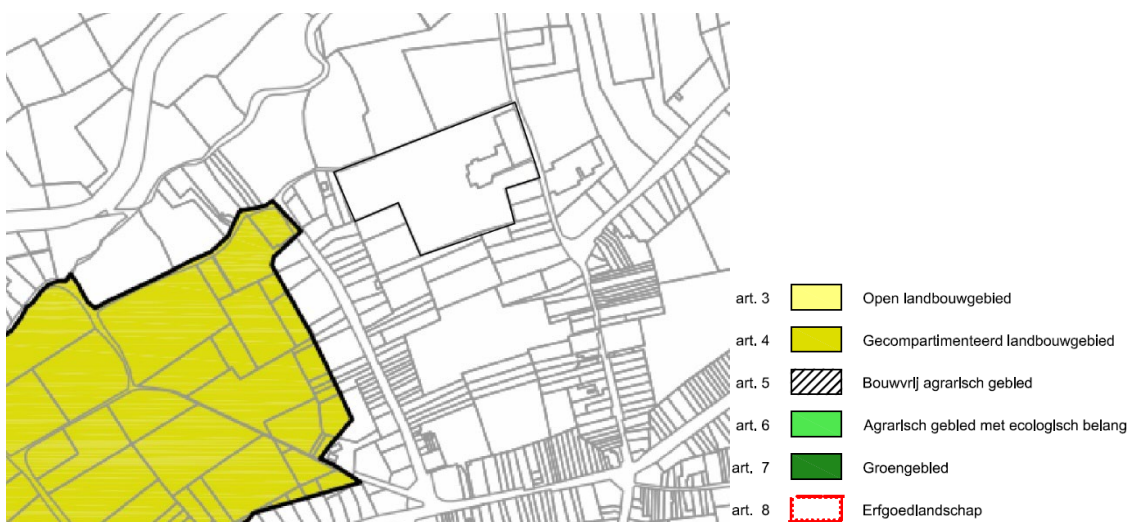 art. 3 Open landbouwgebied
art. 4 Gecompartimenteerd landbouwgebied
art. 5 Bouwvrij agrarisch gebied
art. 6 Agrarisch gebied met ecologisch belang
art. 7 Groengebied
art. 8 Erfgoedlandschap